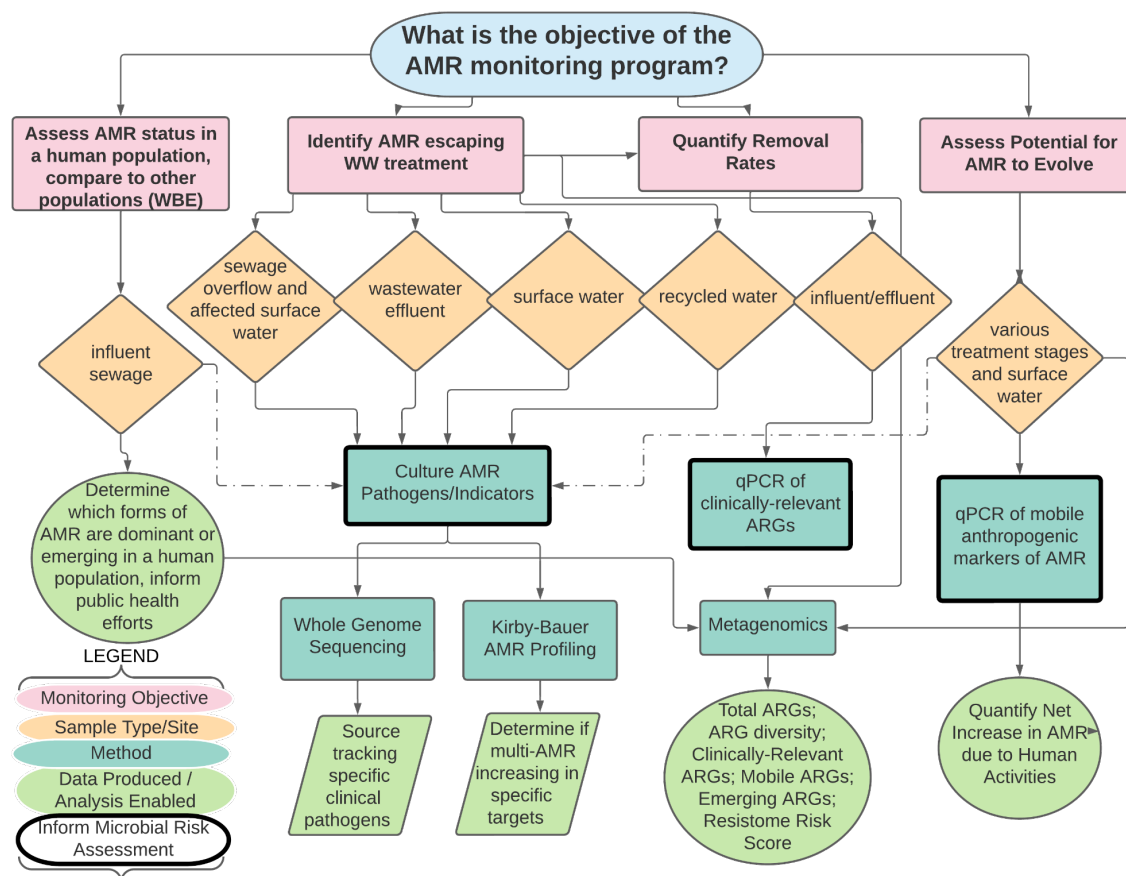 What is the objective of the
AMR monitoring program?
Assess AMR status in
a human population,
compare to other
populations (WBE)
Identify AMR escaping
WW treatment
Quantify Removal
Rates
Assess Potential for
AMR to Evolve
sewage
overflow and
affected surface
water
wastewater
effluent
surface water
recycled water
influent/effluent
influent
sewage
various
treatment stages
and surface
water
Culture AMR
Pathogens/Indicators
qPCR of
clinically-relevant
ARGs
qPCR of mobile
anthropogenic
markers of AMR
Determine
which forms of
AMR are dominant or
emerging in a human
population, inform
public health
efforts
Whole Genome
Sequencing
Kirby-Bauer
AMR Profiling
Metagenomics
Source
tracking
specific
clinical
pathogens
Determine if
multi-AMR
increasing in
specific
targets
Total ARGs;
ARG diversity;
Clinically-Relevant
ARGs; Mobile ARGs;
Emerging ARGs;
Resistome Risk
Score
Quantify Net
Increase in AMR
due to Human
Activities
LEGEND
Monitoring Objective
Sample Type/Site
Method
Data Produced /
Analysis Enabled
Inform Microbial Risk
Assessment